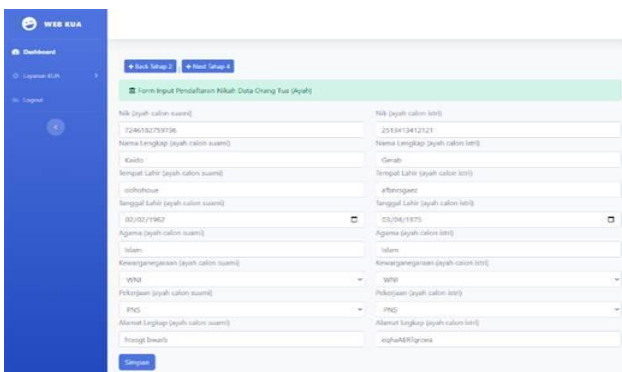 WEB KUA
Dashboard
Layanan KUA
Logout
+ Back Tahap 2
+ Next Tahap 4
Form Input Pendaftaran Nikah Data Orang Tua (Ayah)
Nik (ayah calon suami)
Nik (ayah calon istri)
7246182759736
2513413412121
Nama Lengkap (ayah calon suami)
Nama Lengkap (ayah calon istri)
Kaido
Gerab
Tempat Lahir (ayah calon suami)
Tempat Lahir (ayah calon istri)
Tanggal Lahir (ayah calon suami)
Tanggal Lahir (ayah calon istri)
02/02/1962
03/04/1975
Agama (ayah calon suami)
Agama (ayah calon istri)
Islam
Islam
Kewarganegaraan (ayah calon suami)
Kewarganegaraan (ayah calon istri)
WNI
WNI
Pekerjaan (ayah calon suami)
Pekerjaan (ayah calon istri)
PNS
PNS
Alamat Lengkap (ayah calon suami)
Alamat Lengkap (ayah calon istri)
Simpan